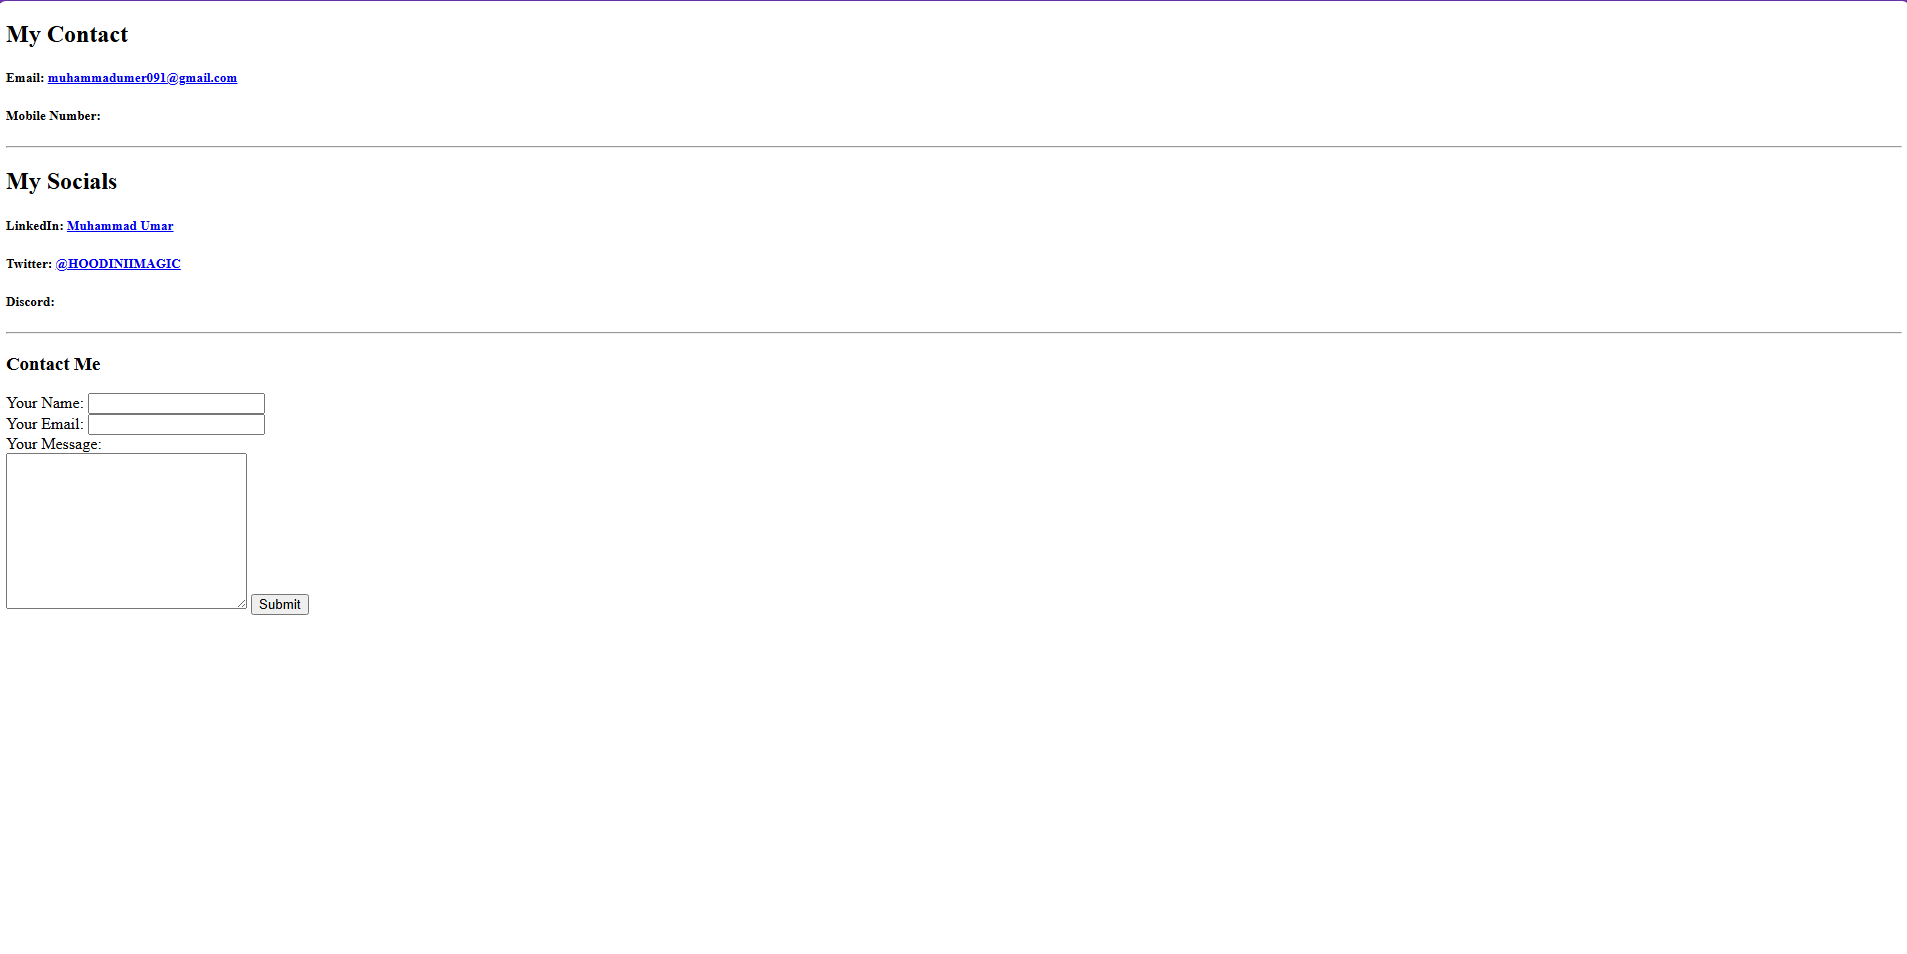 My Contact
Email: muhammadumer091@gmail.com
Mobile Number:
My Socials
LinkedIn: Muhammad Umar
Twitter: @HOODINIIMAGIC
Discord:
Contact Me
Your Name:
Your Email:
Your Message:
Submit